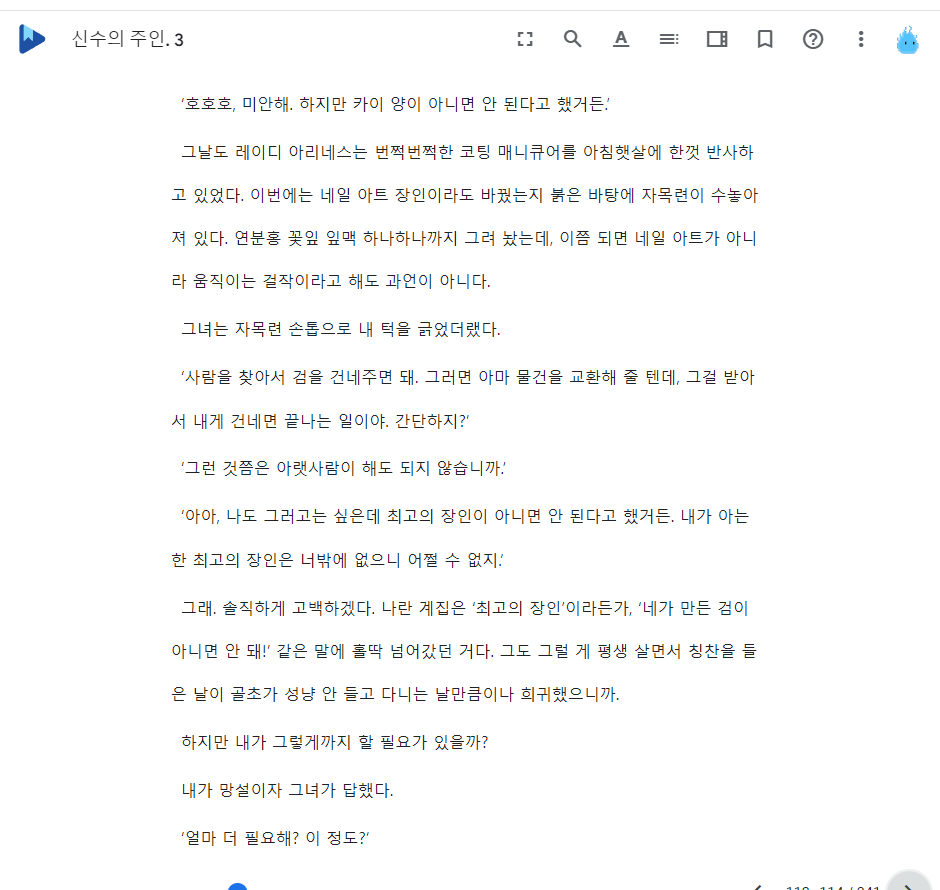 신수의 주인. 3
'호호호, 미안해. 하지만 카이 양이 아니면 안 된다고 했거든.'
그날도 레이디 아리네스는 번쩍번쩍한 코팅 매니큐어를 아침햇살에 한껏 반사하
고 있었다. 이번에는 네일 아트 장인이라도 바꿨는지 붉은 바탕에 자목련이 수놓아
져 있다. 연분홍 꽃잎 잎맥 하나하나까지 그려 놨는데, 이쯤 되면 네일 아트가 아니
라 움직이는 걸작이라고 해도 과언이 아니다.
그녀는 자목련 손톱으로 내 턱을 긁었더랬다.
'사람을 찾아서 검을 건네주면 돼. 그러면 아마 물건을 교환해 줄 텐데, 그걸 받아
서 내게 건네면 끝나는 일이야. 간단하지?'
'그런 것쯤은 아랫사람이 해도 되지 않습니까.'
'아아, 나도 그러고는 싶은데 최고의 장인이 아니면 안 된다고 했거든. 내가 아는
한 최고의 장인은 너밖에 없으니 어쩔 수 없지.'
그래. 솔직하게 고백하겠다. 나란 계집은 '최고의 장인'이라든가, '네가 만든 검이
아니면 안 돼!' 같은 말에 홀딱 넘어갔던 거다. 그도 그럴 게 평생 살면서 칭찬을 들
은 날이 골초가 성냥 안 들고 다니는 날만큼이나 희귀했으니까.
하지만 내가 그렇게까지 할 필요가 있을까?
내가 망설이자 그녀가 답했다.
'얼마 더 필요해? 이 정도?'